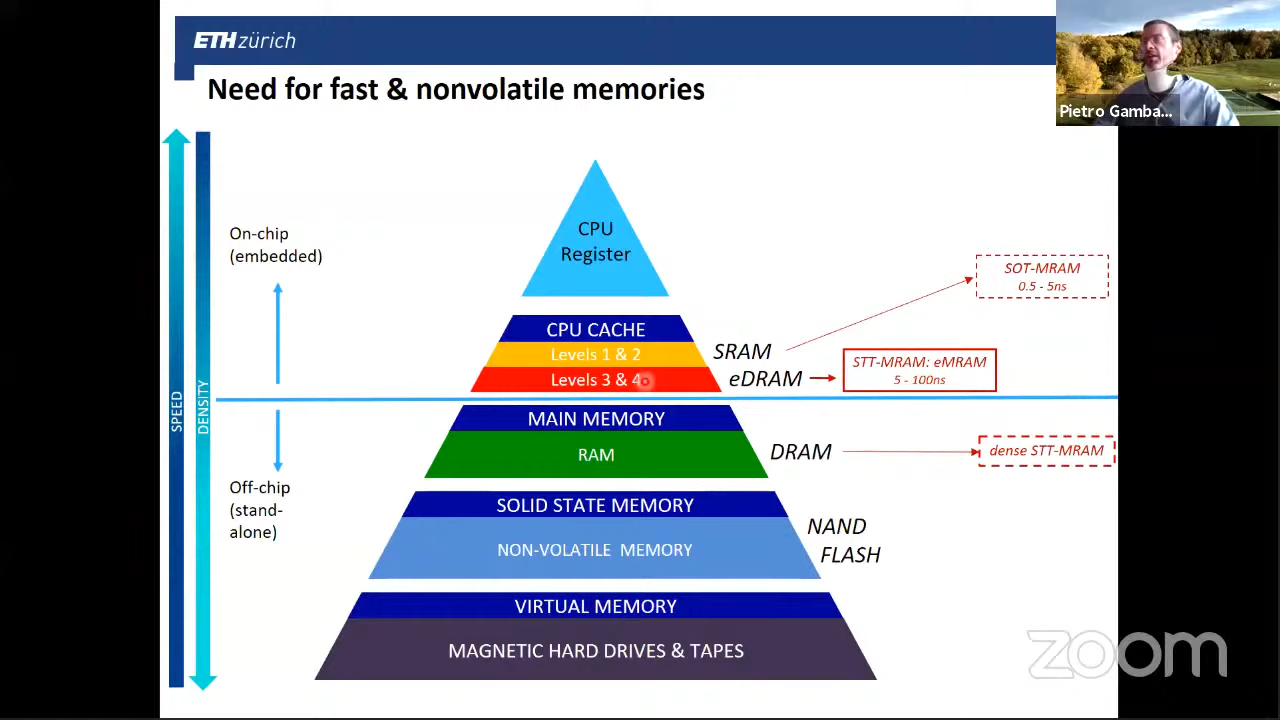 ETH zürich
Need for fast & nonvolatile memories
Pietro Gamba...
SPEED
DENSITY
On-chip
(embedded)
Off-chip
(stand-
alone)
CPU
Register
CPU CACHE
Levels 1 & 2
Levels 3 & 4
SRAM
eDRAM
SOT-MRAM
0.5 - 5ns
STT-MRAM: eMRAM
5 - 100ns
MAIN MEMORY
RAM
DRAM
dense STT-MRAM
SOLID STATE MEMORY
NON-VOLATILE MEMORY
NAND
FLASH
VIRTUAL MEMORY
MAGNETIC HARD DRIVES & TAPES
zoom